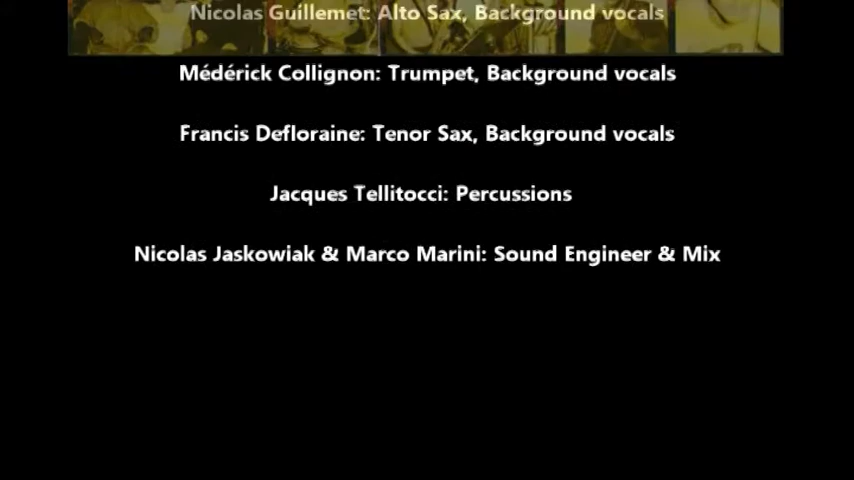 Nicolas Guillemet: Alto Sax, Background vocals
Médérick Collignon: Trumpet, Background vocals
Francis Defloraine: Tenor Sax, Background vocals
Jacques Tellitocci: Percussions
Nicolas Jaskowiak & Marco Marini: Sound Engineer & Mix